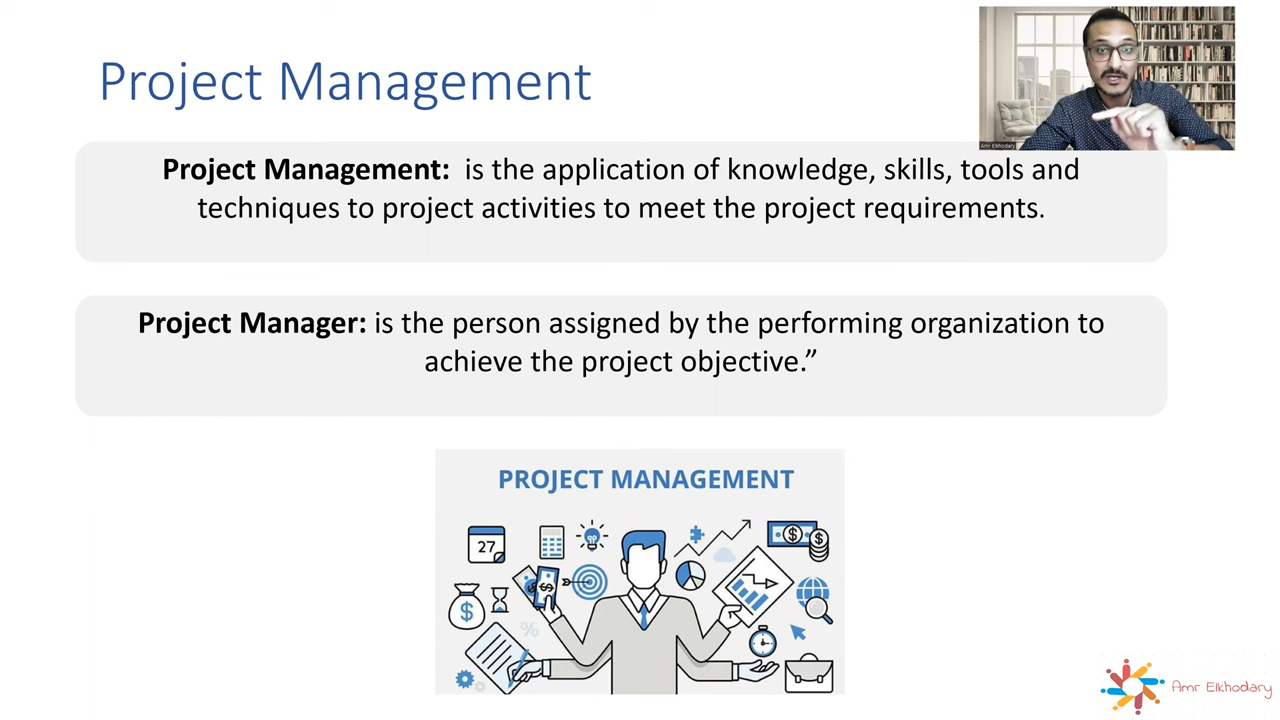 Project Management
Amr Elkhodary
Project Management: is the application of knowledge, skills, tools and
techniques to project activities to meet the project requirements.
Project Manager: is the person assigned by the performing organization to
achieve the project objective.”
PROJECT MANAGEMENT
27
$
$
$
$
%
Amr Elkhodary